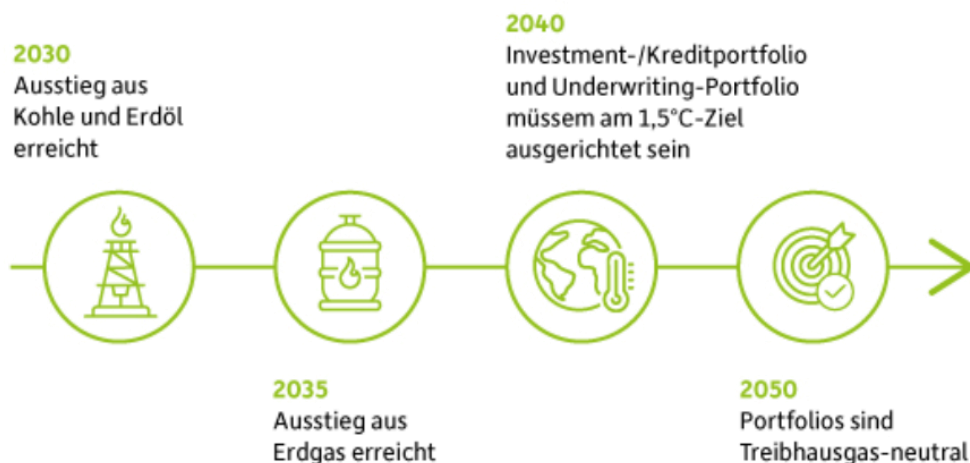 2030
Ausstieg aus
Kohle und Erdöl
erreicht
2035
Ausstieg aus
Erdgas erreicht
2040
Investment-/Kreditportfolio
und Underwriting-Portfolio
müssem am 1,5°C-Ziel
ausgerichtet sein
2050
Portfolios sind
Treibhausgas-neutral